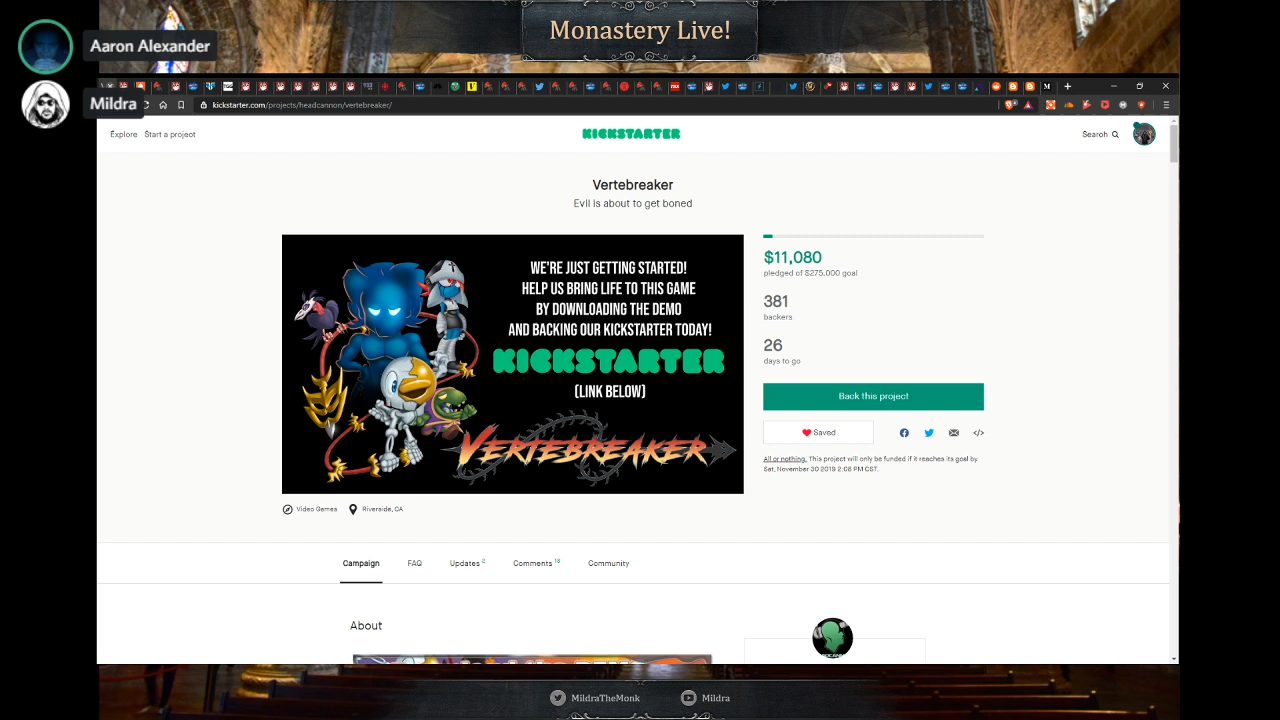 Monastery Live!
Aaron Alexander
Mildra
kickstarter.com/projects/headcannon/vertebreaker/
Explore
Start a project
KICKSTARTER
Search
Vertebreaker
Evil is about to get boned
WE'RE JUST GETTING STARTED!
HELP US BRING LIFE TO THIS GAME
BY DOWNLOADING THE DEMO
AND BACKING OUR KICKSTARTER TODAY!
KICKSTARTER
(LINK BELOW)
VERTEBREAKER
$11,080
pledged of $275,000 goal
381
backers
26
days to go
Back this project
Saved
All or nothing. This project will only be funded if it reaches its goal by
Sat, November 30 2019 2:08 PM CST.
Video Games
Riverside, CA
Campaign
FAQ
Updates 2
Comments 18
Community
About
MildraTheMonk
Mildra